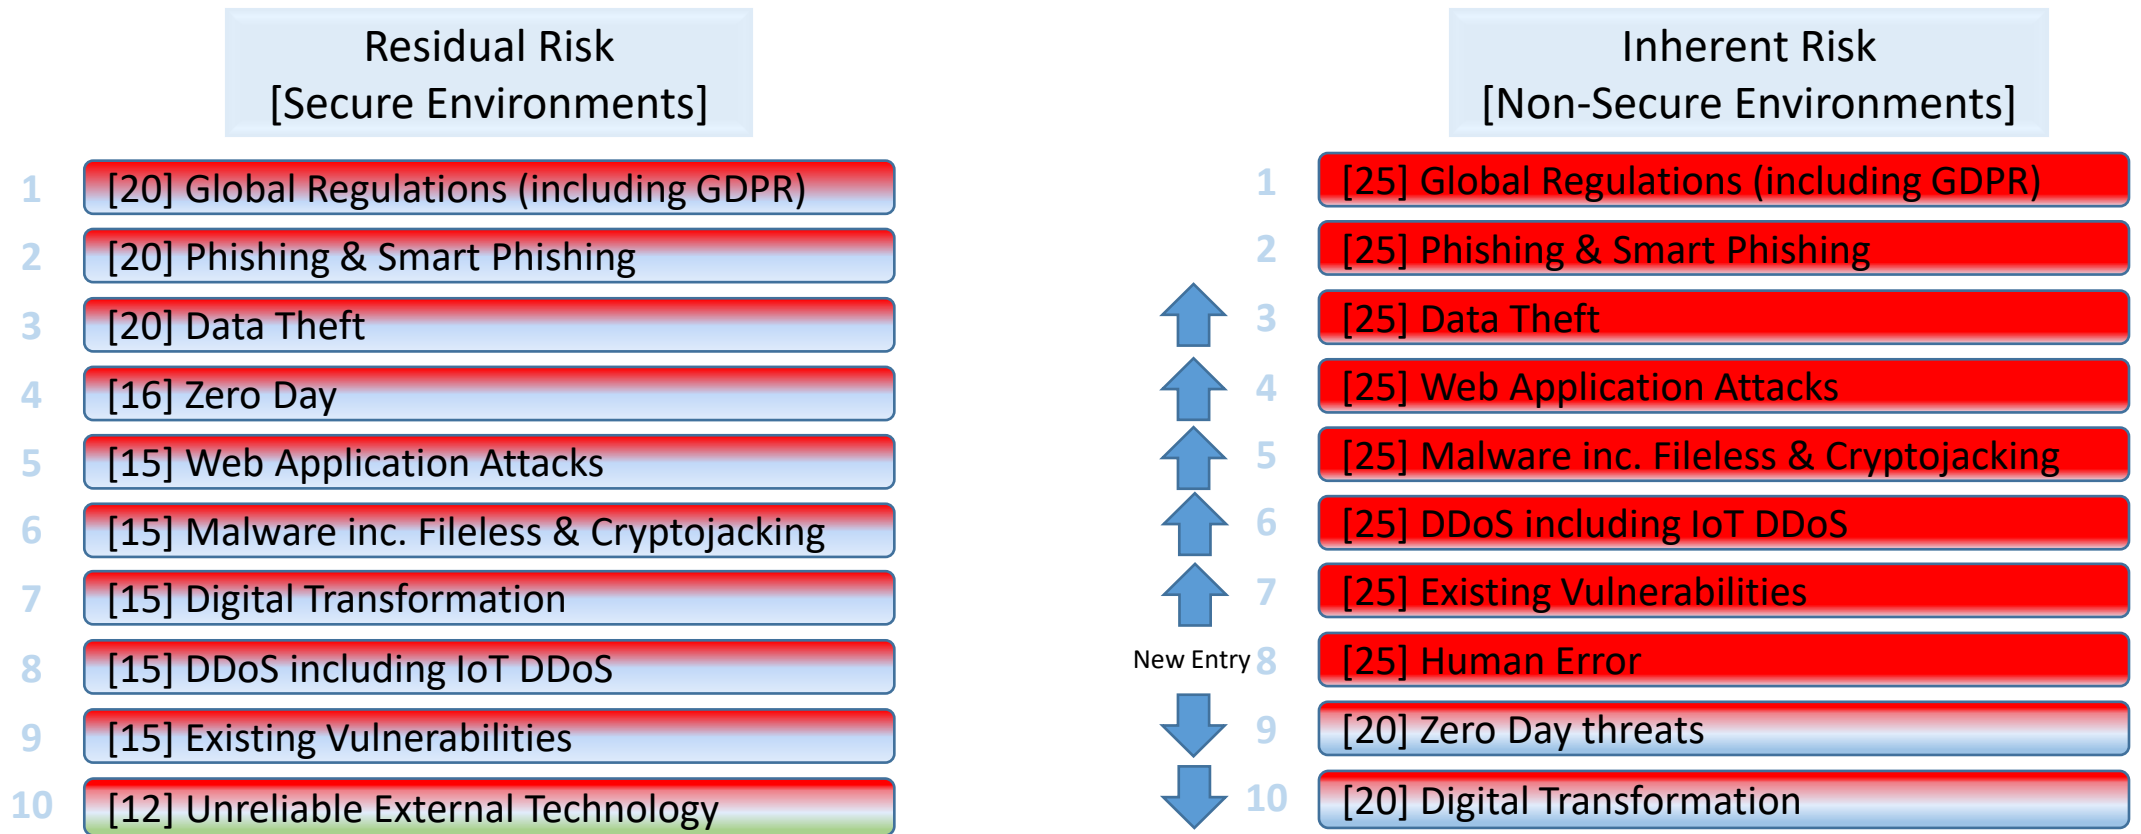 Residual Risk
[Secure Environments]
1 [20] Global Regulations (including GDPR)
2 [20] Phishing & Smart Phishing
3 [20] Data Theft
4 [16] Zero Day
5 [15] Web Application Attacks
6 [15] Malware inc. Fileless & Cryptojacking
7 [15] Digital Transformation
8 [15] DDoS including IoT DDoS
9 [15] Existing Vulnerabilities
10 [12] Unreliable External Technology
Inherent Risk
[Non-Secure Environments]
1 [25] Global Regulations (including GDPR)
2 [25] Phishing & Smart Phishing
3 [25] Data Theft
4 [25] Web Application Attacks
5 [25] Malware inc. Fileless & Cryptojacking
6 [25] DDoS including IoT DDoS
7 [25] Existing Vulnerabilities
New Entry 8 [25] Human Error
9 [20] Zero Day threats
10 [20] Digital Transformation